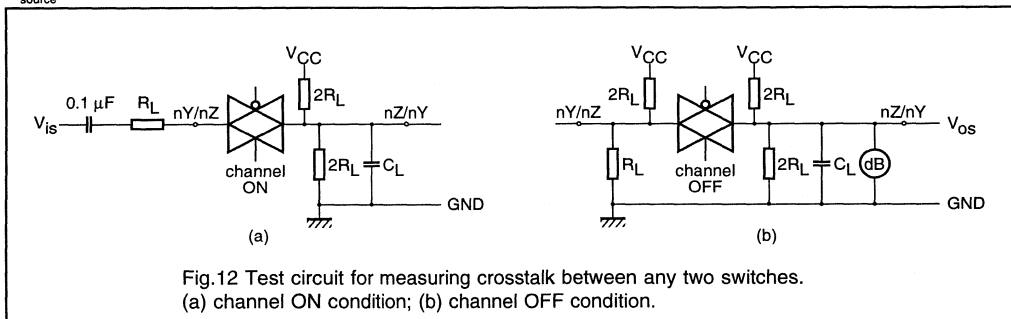 source
V_CC
2R_L
0.1 µF
R_L
nY/nZ
nZ/nY
V_is
channel
ON
2R_L
C_L
GND
(a)
V_CC
V_CC
2R_L
2R_L
nY/nZ
nZ/nY
V_os
R_L
channel
OFF
2R_L
C_L
dB
GND
(b)
Fig.12 Test circuit for measuring crosstalk between any two switches.
(a) channel ON condition; (b) channel OFF condition.